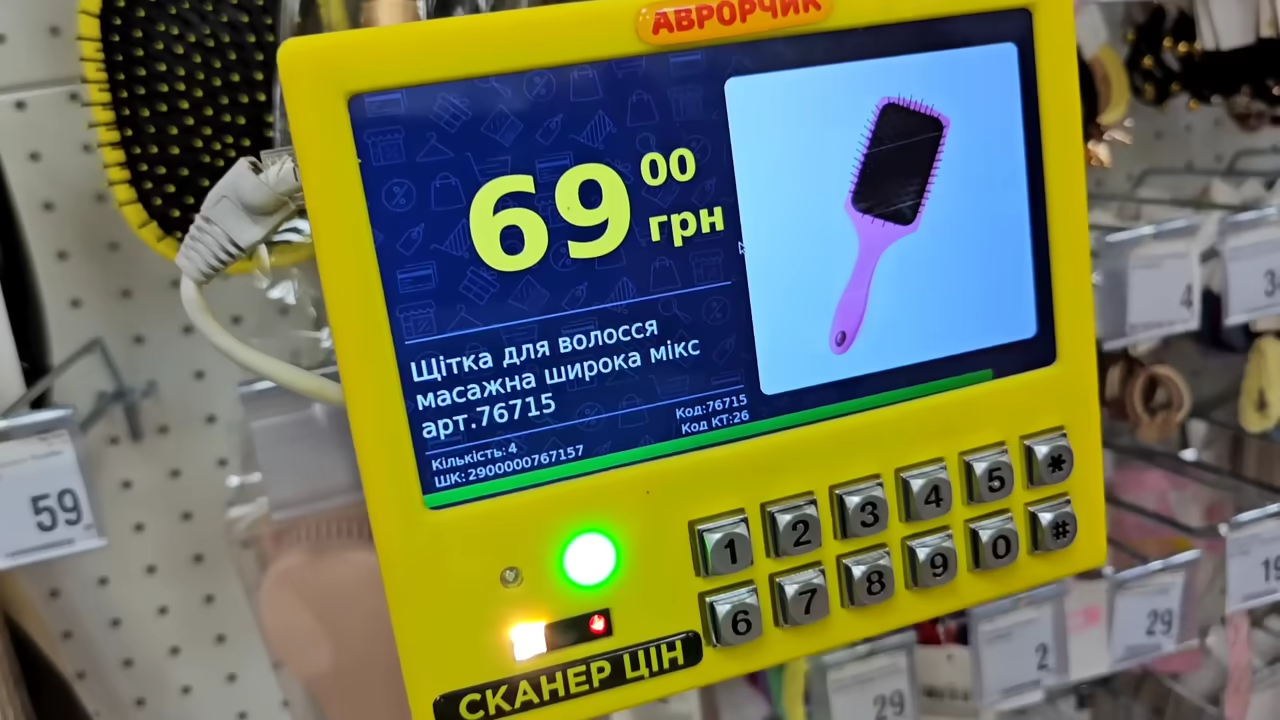 АВРОРЧИК
69 00
грн
Щітка для волосся
масажна широка мікс
арт.76715
Кількість: 4
ШК: 2900000767157
Код:76715
Код КТ:26
1 2 3 4 5 *
6 7 8 9 0 #
СКАНЕР ЦІН
59
4
29
2
29